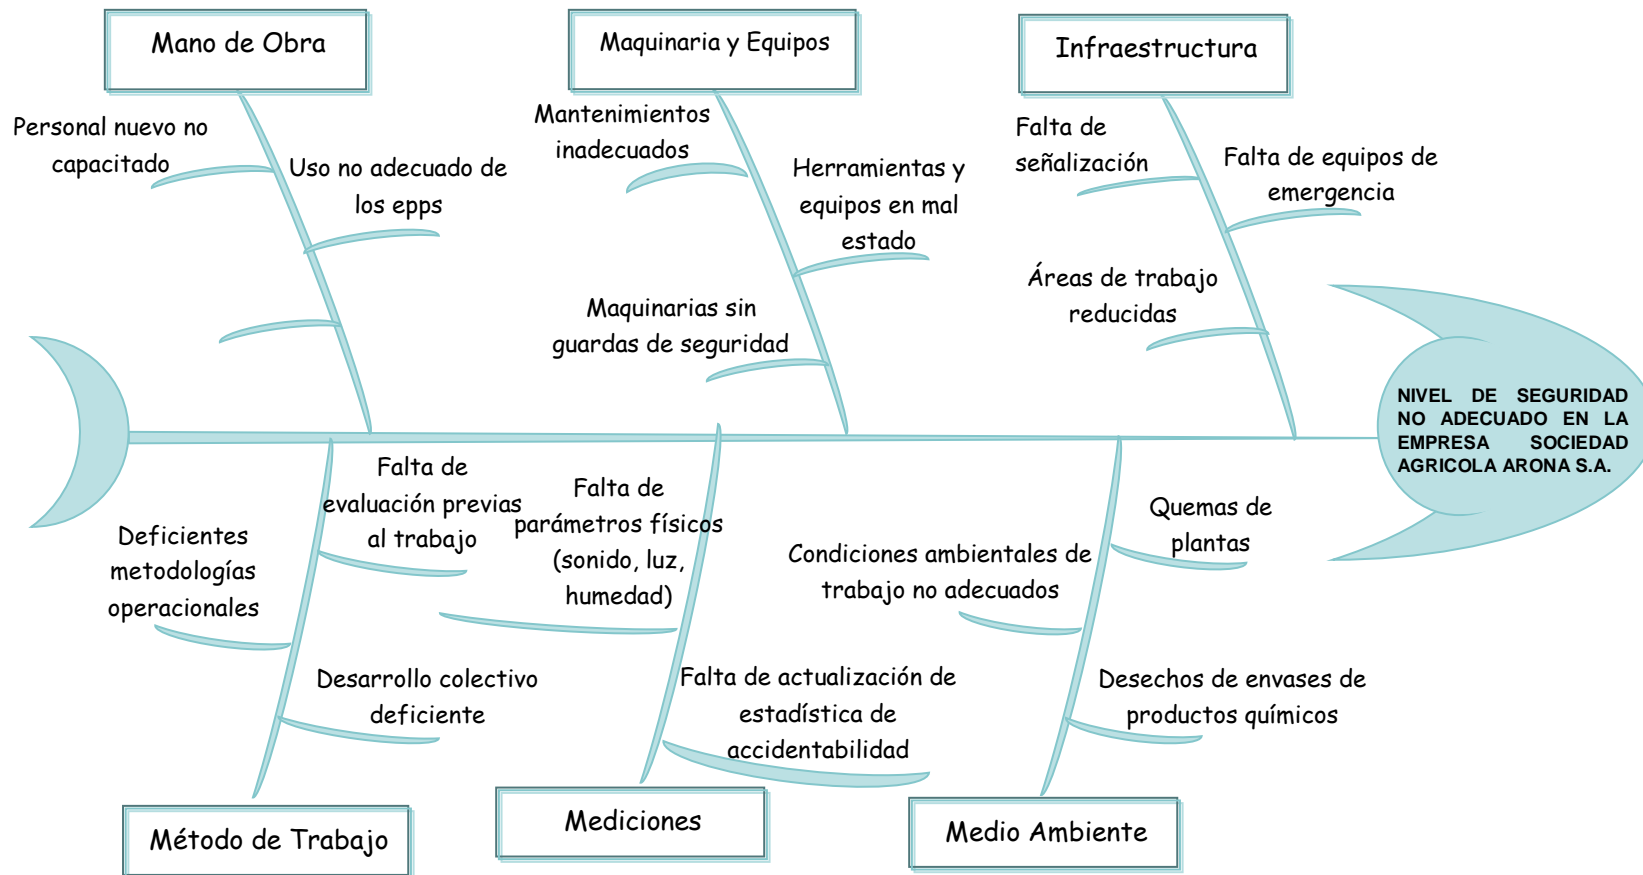 Mano de Obra
Maquinaria y Equipos
Infraestructura
Personal nuevo no
capacitado
Uso no adecuado de
los epps
Mantenimientos
inadecuados
Herramientas y
equipos en mal
estado
Maquinarias sin
guardas de seguridad
Falta de
señalización
Falta de equipos de
emergencia
Áreas de trabajo
reducidas
NIVEL DE SEGURIDAD
NO ADECUADO EN LA
EMPRESA SOCIEDAD
AGRICOLA ARONA S.A.
Falta de
evaluación previas
al trabajo
Deficientes
metodologías
operacionales
Desarrollo colectivo
deficiente
Falta de
parámetros físicos
(sonido, luz,
humedad)
Falta de actualización de
estadística de
accidentabilidad
Quemas de
plantas
Condiciones ambientales de
trabajo no adecuados
Desechos de envases de
productos químicos
Método de Trabajo
Mediciones
Medio Ambiente